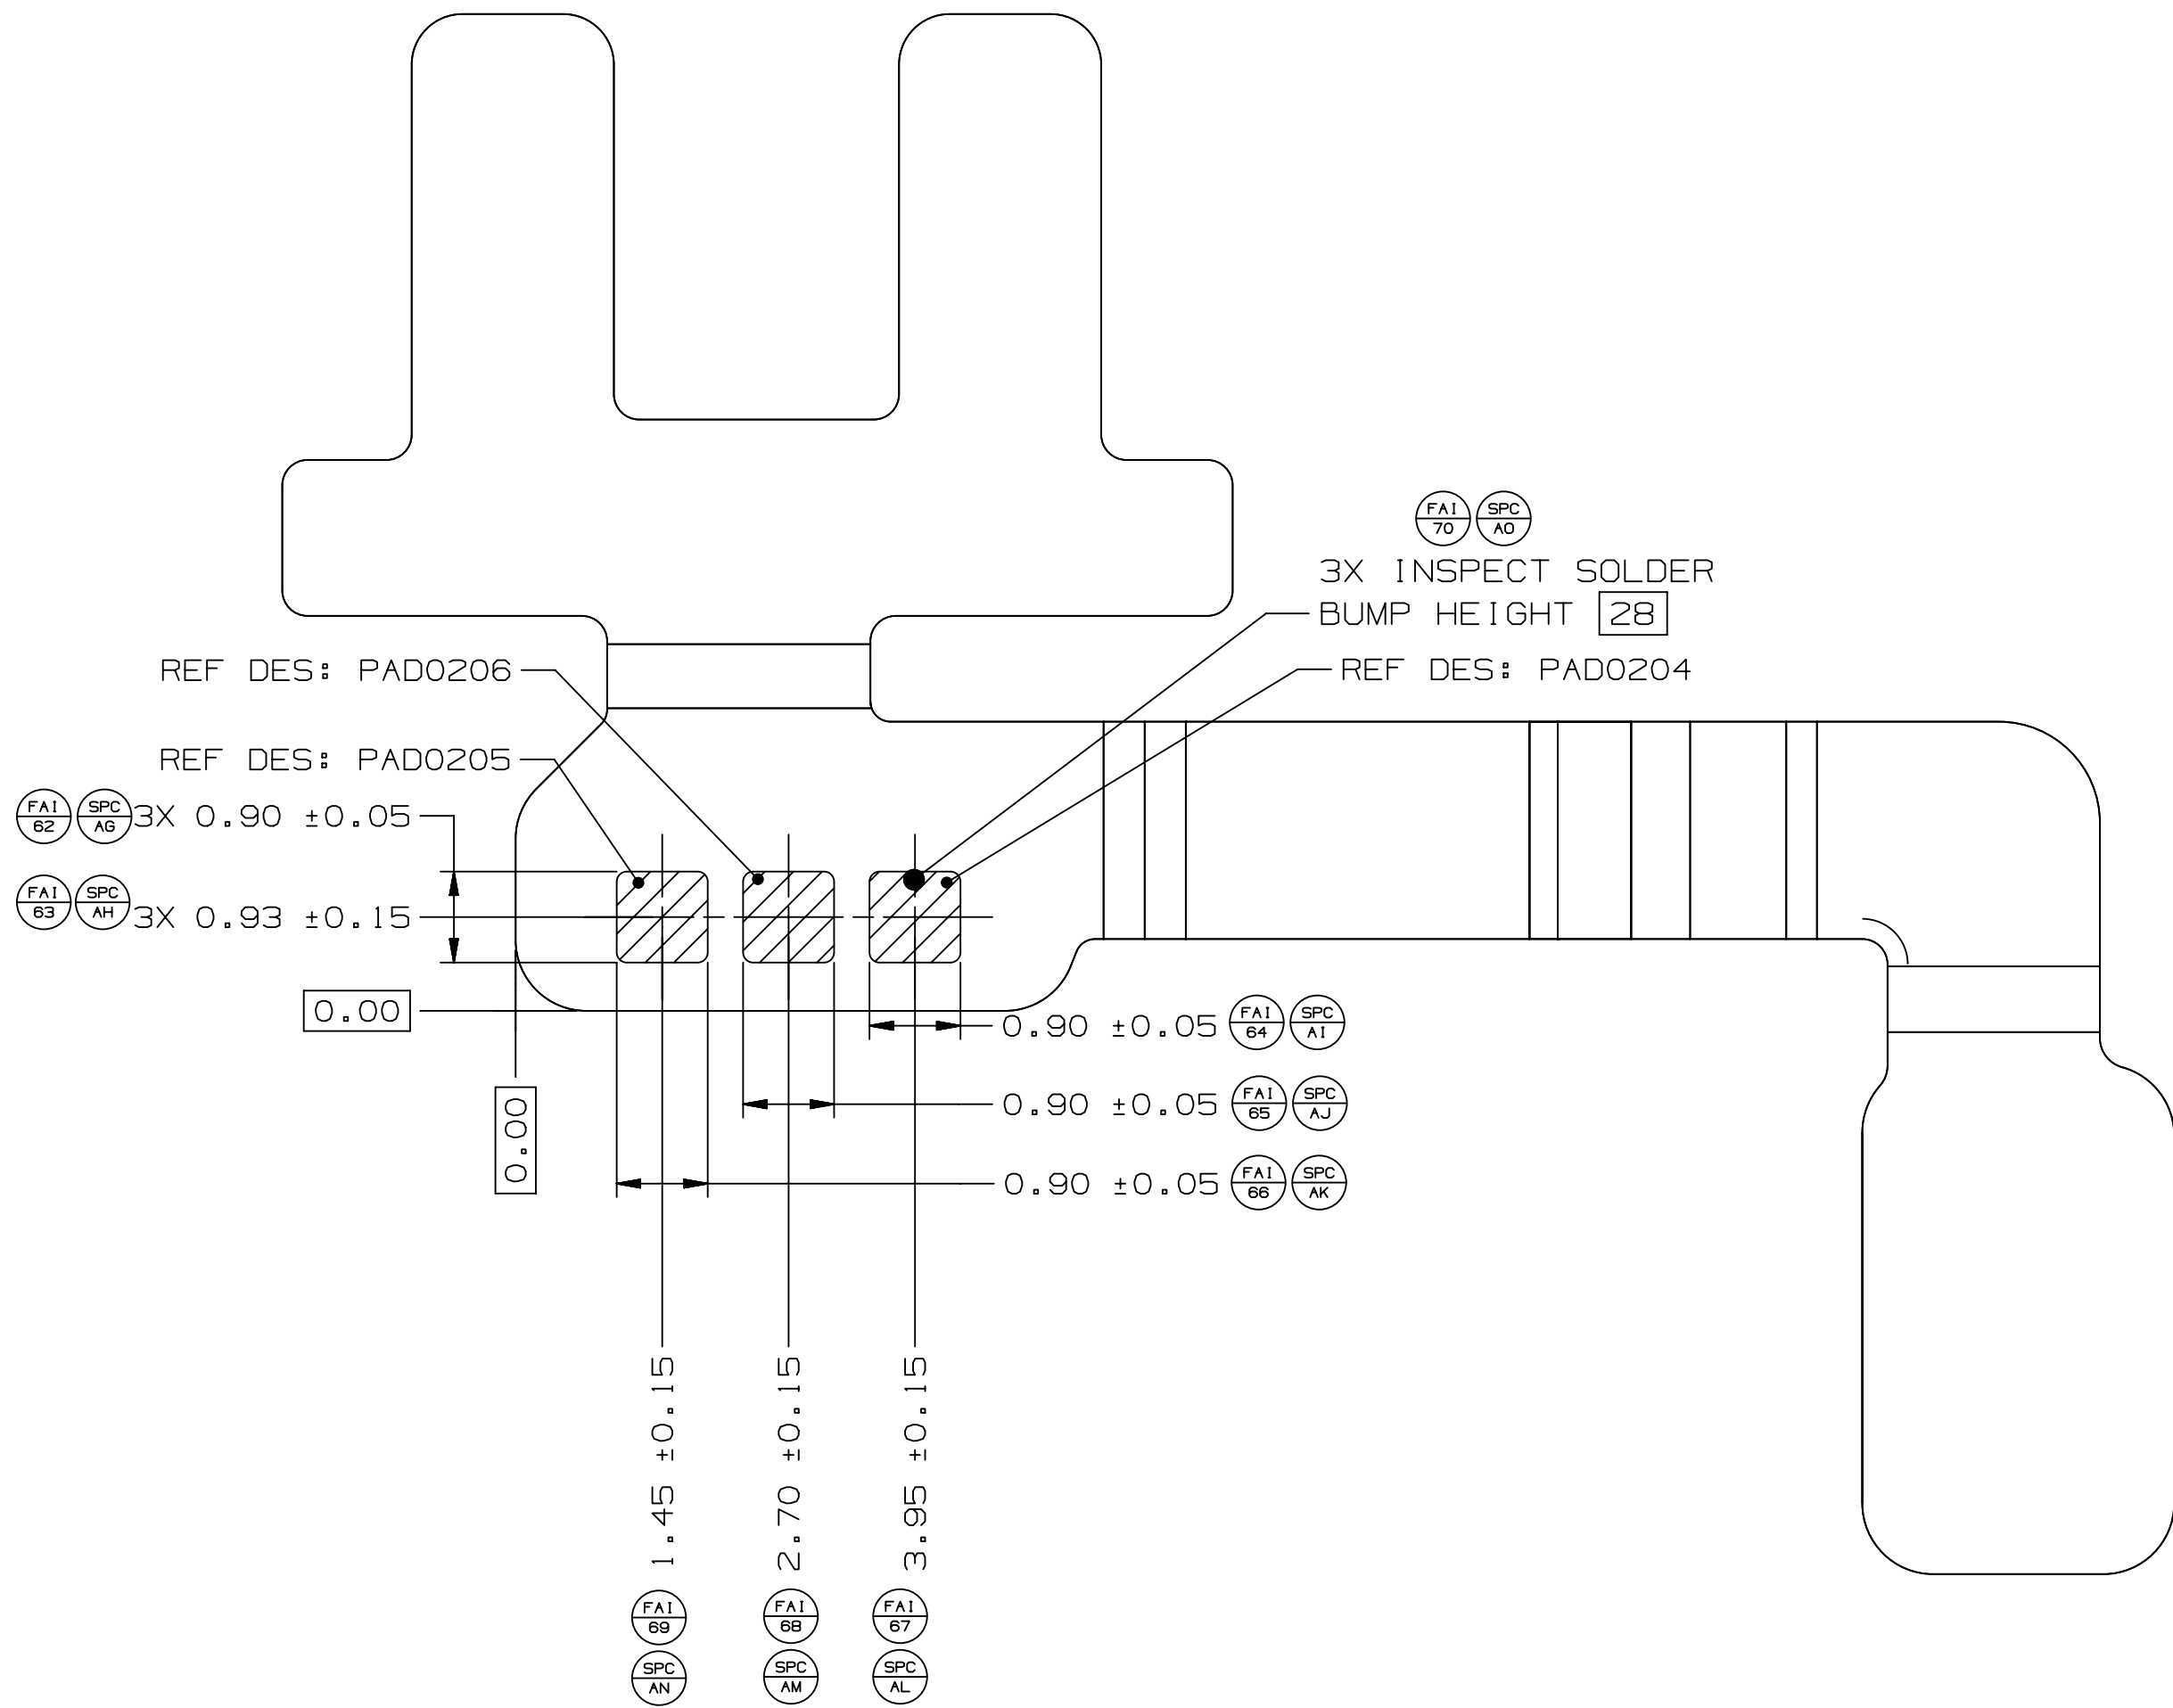 FAI
70
SPC
AO
3X INSPECT SOLDER
BUMP HEIGHT 28
REF DES: PAD0206
REF DES: PAD0204
REF DES: PAD0205
FAI
62
SPC
AG
3X 0.90 ±0.05
FAI
63
SPC
AH
3X 0.93 ±0.15
0.00
0.00
0.90 ±0.05
FAI
64
SPC
AI
0.90 ±0.05
FAI
65
SPC
AJ
0.90 ±0.05
FAI
66
SPC
AK
1.45 ±0.15
FAI
69
SPC
AN
2.70 ±0.15
FAI
68
SPC
AM
3.95 ±0.15
FAI
67
SPC
AL